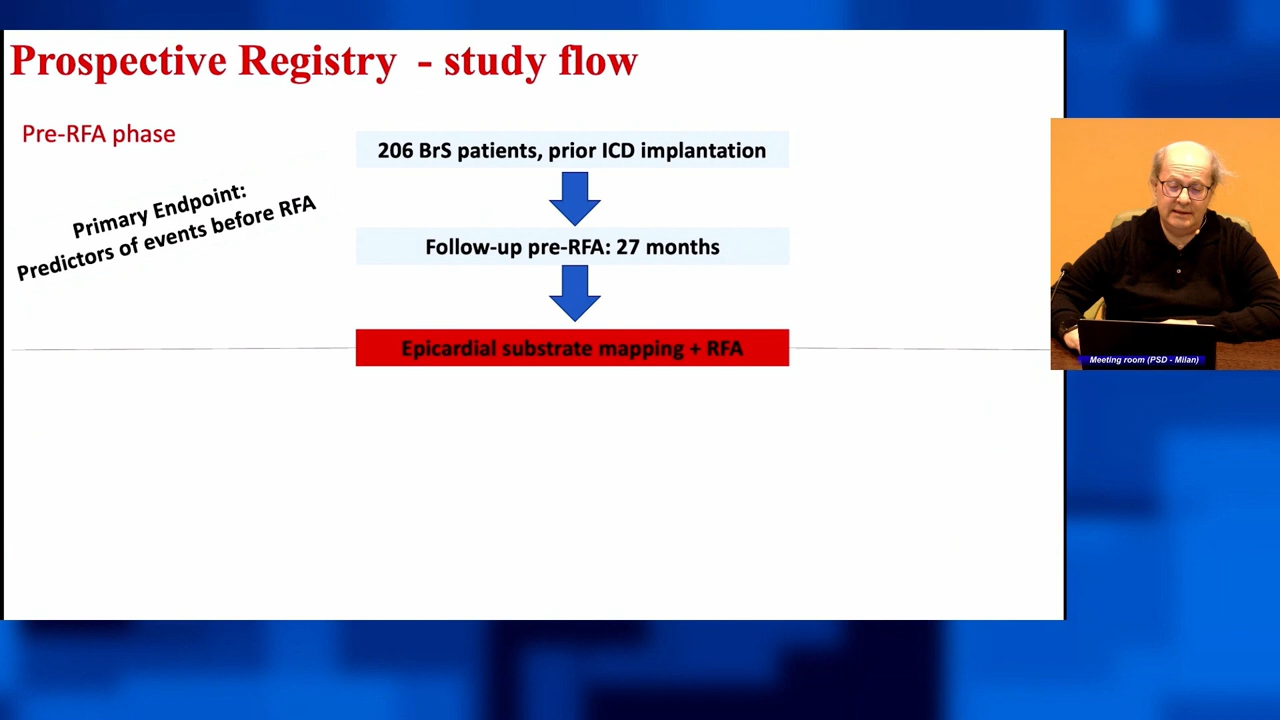 Prospective Registry - study flow
Pre-RFA phase
206 BrS patients, prior ICD implantation
Primary Endpoint:
Predictors of events before RFA
Follow-up pre-RFA: 27 months
Epicardial substrate mapping + RFA
Meeting room (PSD - Milan)